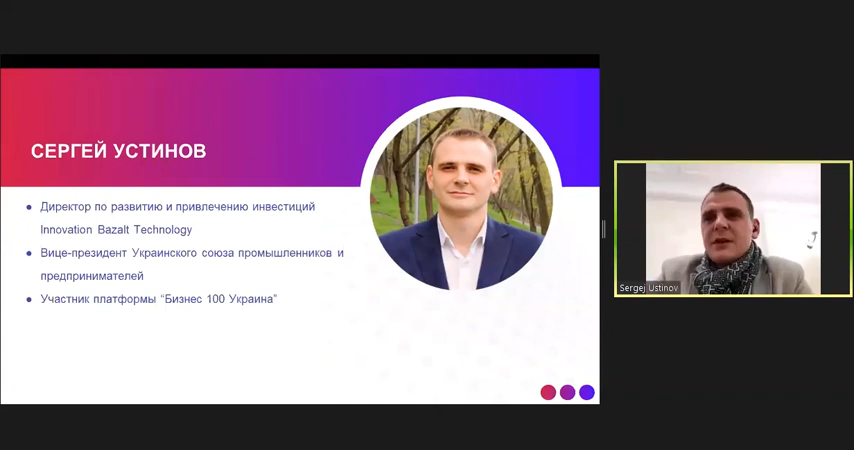 СЕРГЕЙ УСТИНОВ
● Директор по развитию и привлечению инвестиций
Innovation Bazalt Technology
● Вице-президент Украинского союза промышленников и
предпринимателей
● Участник платформы “Бизнес 100 Украина”
Sergej Ustinov